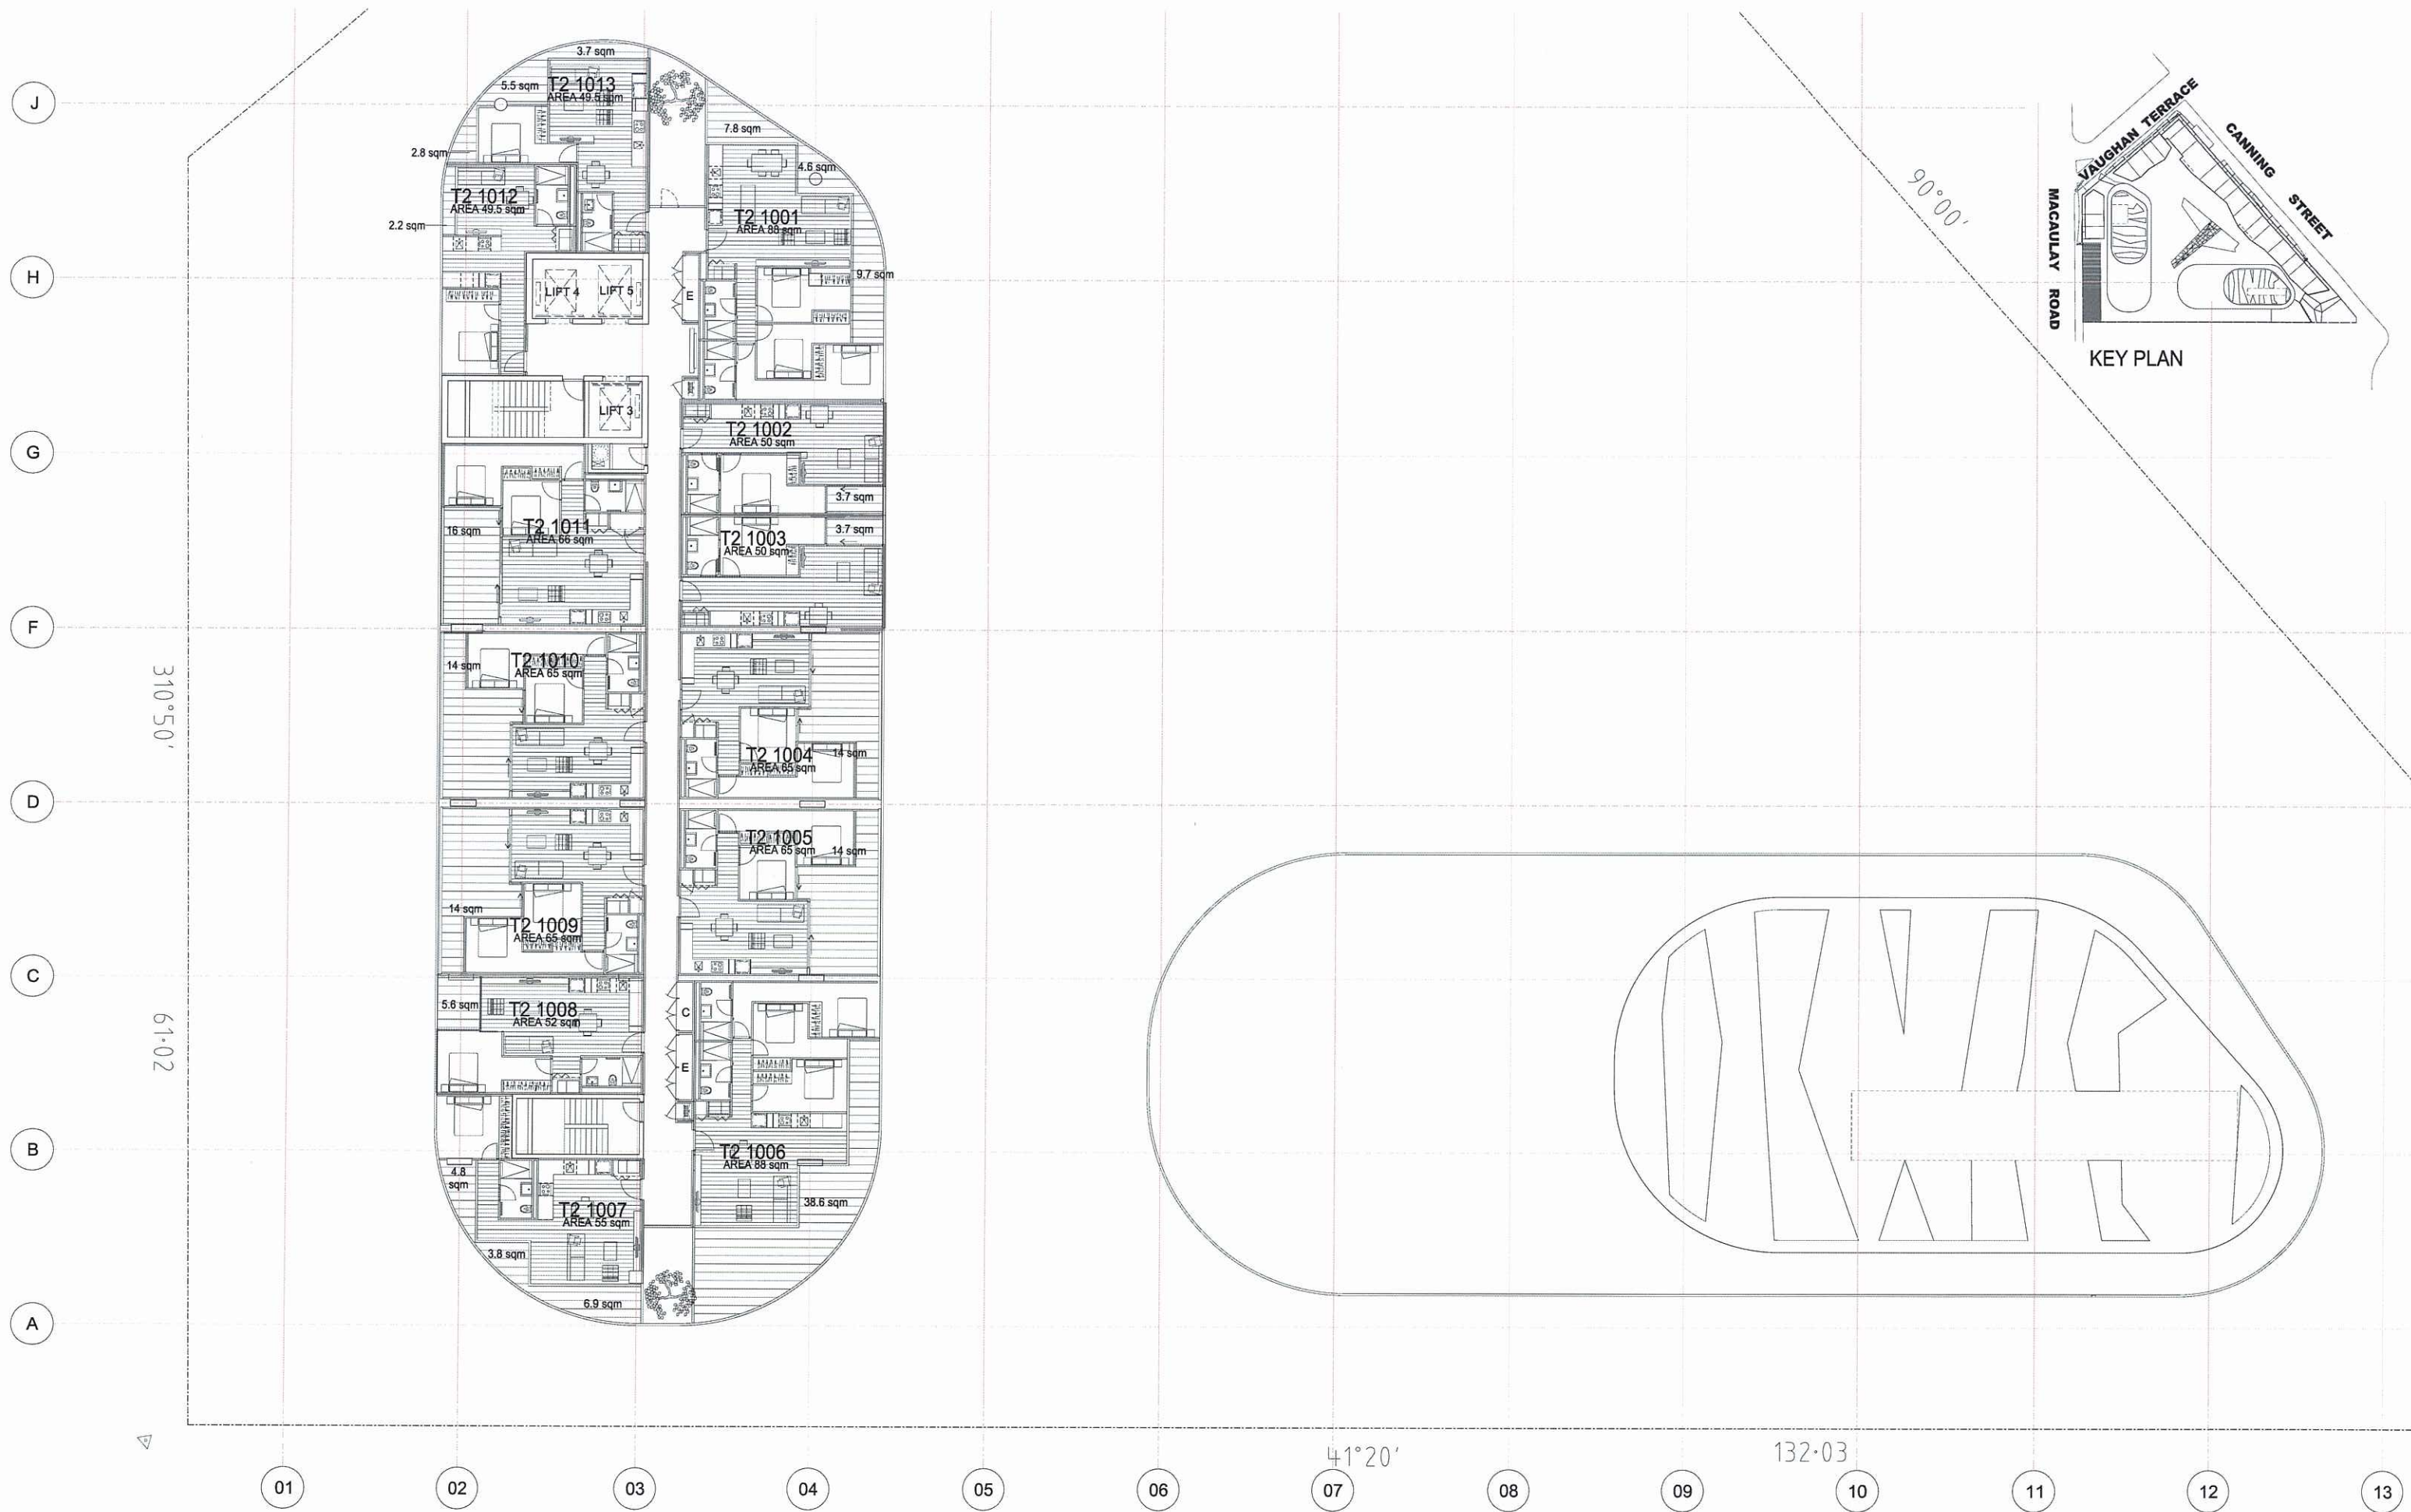 J
H
G
F
D
C
B
A
3.7 sqm
5.5 sqm
T2 1013
AREA 49.5 sqm
2.8 sqm
T2 1012
AREA 49.5 sqm
2.2 sqm
7.8 sqm
4.6 sqm
T2 1001
AREA 88 sqm
9.7 sqm
LIFT 4
LIFT 5
E
LIFT 3
T2 1002
AREA 50 sqm
3.7 sqm
3.7 sqm
T2 1003
AREA 50 sqm
16 sqm
T2 1011
AREA 66 sqm
14 sqm
T2 1010
AREA 65 sqm
T2 1004
AREA 65 sqm
14 sqm
T2 1005
AREA 65 sqm
14 sqm
14 sqm
T2 1009
AREA 65 sqm
5.6 sqm
T2 1008
AREA 52 sqm
C
E
T2 1006
AREA 88 sqm
38.6 sqm
4.8
sqm
T2 1007
AREA 55 sqm
3.8 sqm
6.9 sqm
310°50'
61·02
90°00'
VAUGHAN TERRACE
CANNING STREET
MACAULAY ROAD
KEY PLAN
41°20'
132·03
01
02
03
04
05
06
07
08
09
10
11
12
13